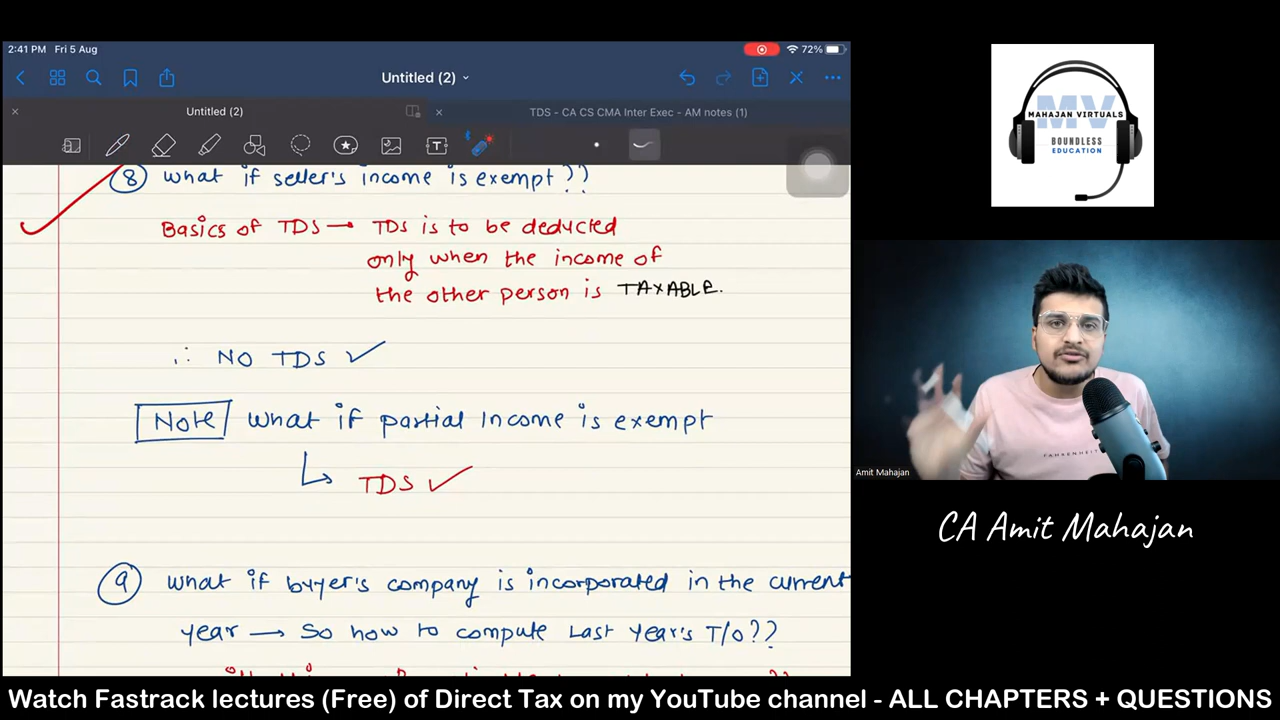 2:41 PM Fri 5 Aug
72%
Untitled (2)
Untitled (2)
TDS - CA CS CMA Inter Exec - AM notes (1)
8 What if seller's income is exempt??
Basics of TDS → TDS is to be deducted
only when the income of
the other person is TAXABLE.
∴ NO TDS ✓
Note What if partial Income is exempt
↳ TDS ✓
9 What if buyer's company is incorporated in the current
year → So how to compute Last Year's T/O??
MV
MAHAJAN VIRTUALS
BOUNDLESS
EDUCATION
FAHRENHEIT
Amit Mahajan
CA Amit Mahajan
Watch Fastrack lectures (Free) of Direct Tax on my YouTube channel - ALL CHAPTERS + QUESTIONS